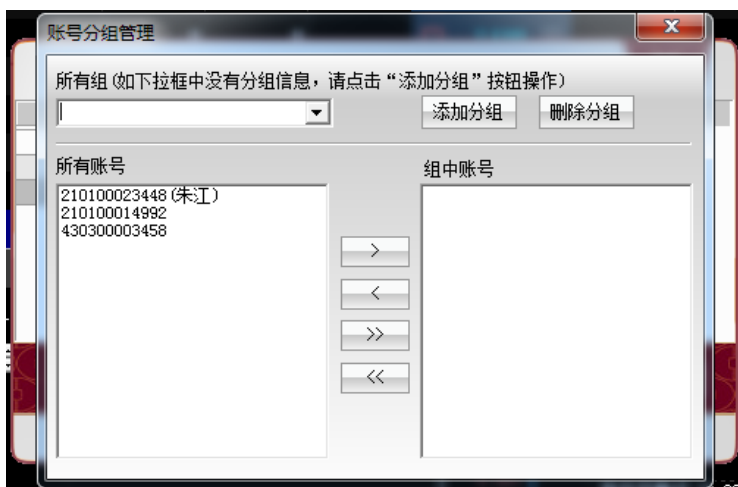 账号分组管理
所有组(如下拉框中没有分组信息，请点击“添加分组”按钮操作)
添加分组
删除分组
所有账号
组中账号
210100023448(朱江)
210100014992
430300003458
>
<
>>
<<